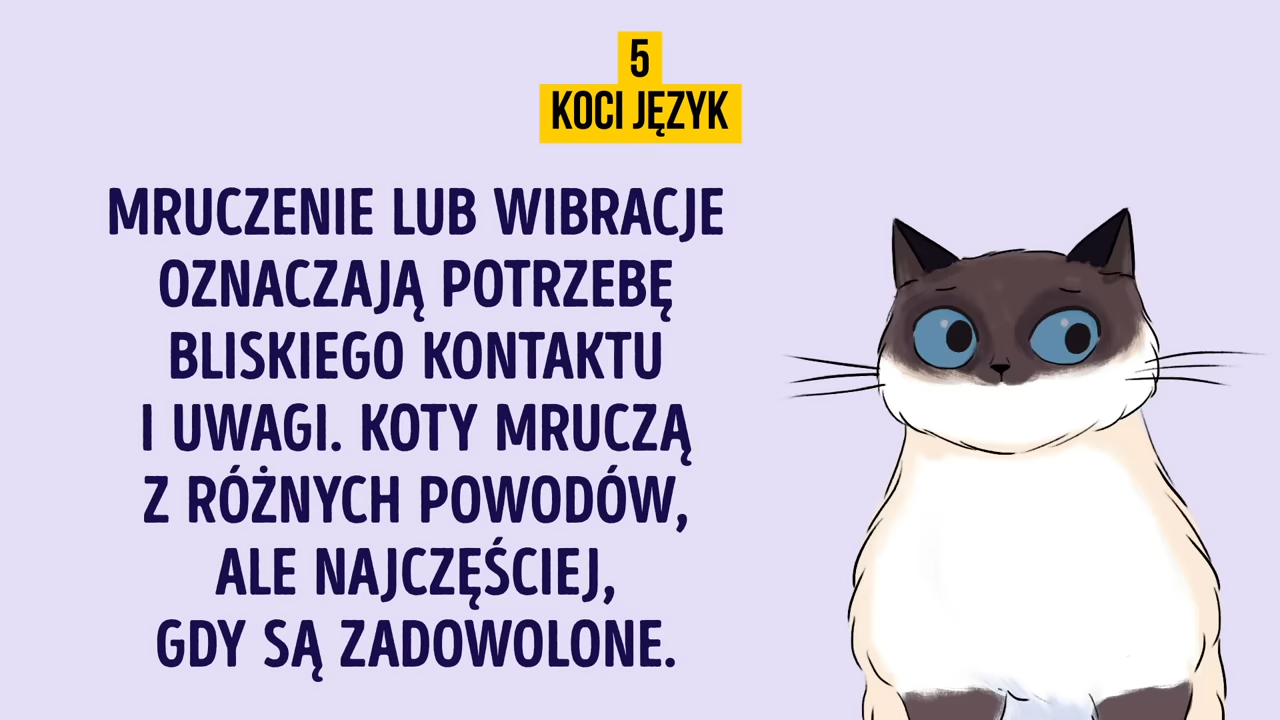 5
KOCI JĘZYK
MRUCZENIE LUB WIBRACJE
OZNACZAJĄ POTRZEBĘ
BLISKIEGO KONTAKTU
I UWAGI. KOTY MRUCZĄ
Z RÓŻNYCH POWODÓW,
ALE NAJCZĘŚCIEJ,
GDY SĄ ZADOWOLONE.